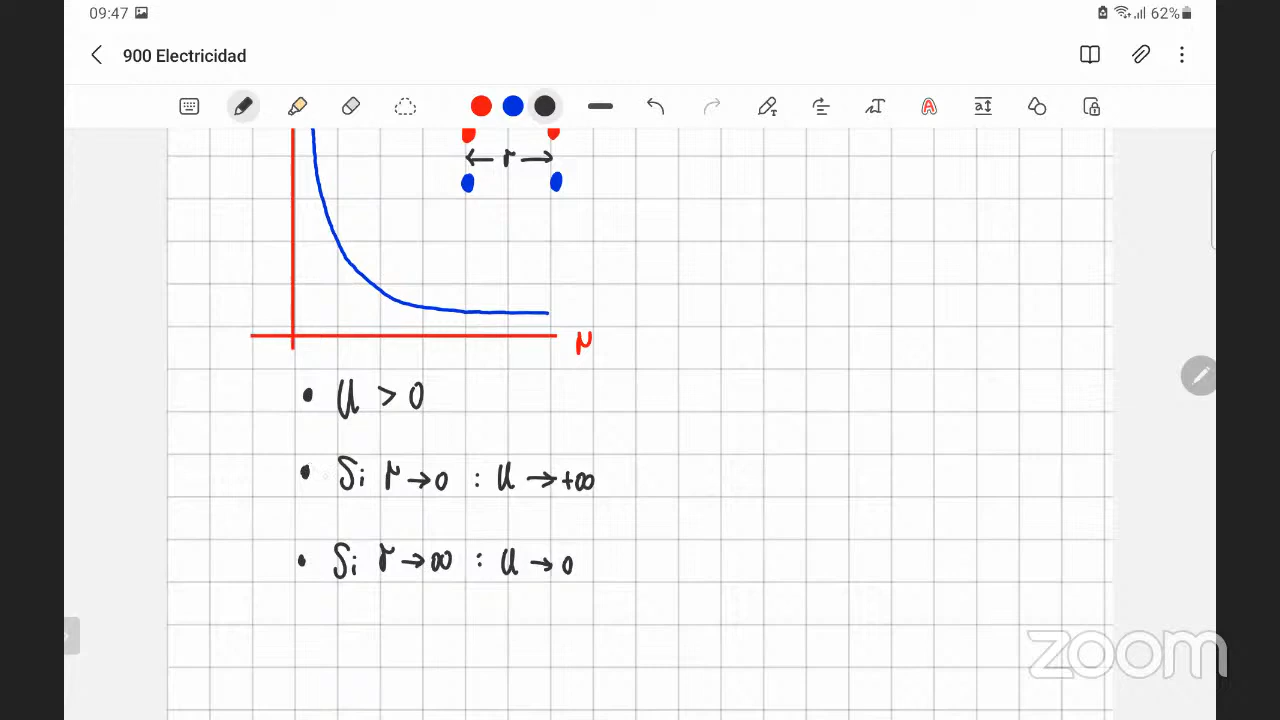 09:47 62%
900 Electricidad
← r →
r
• U > 0
• Si r → 0 : U → +∞
• Si r → ∞ : U → 0
zoom